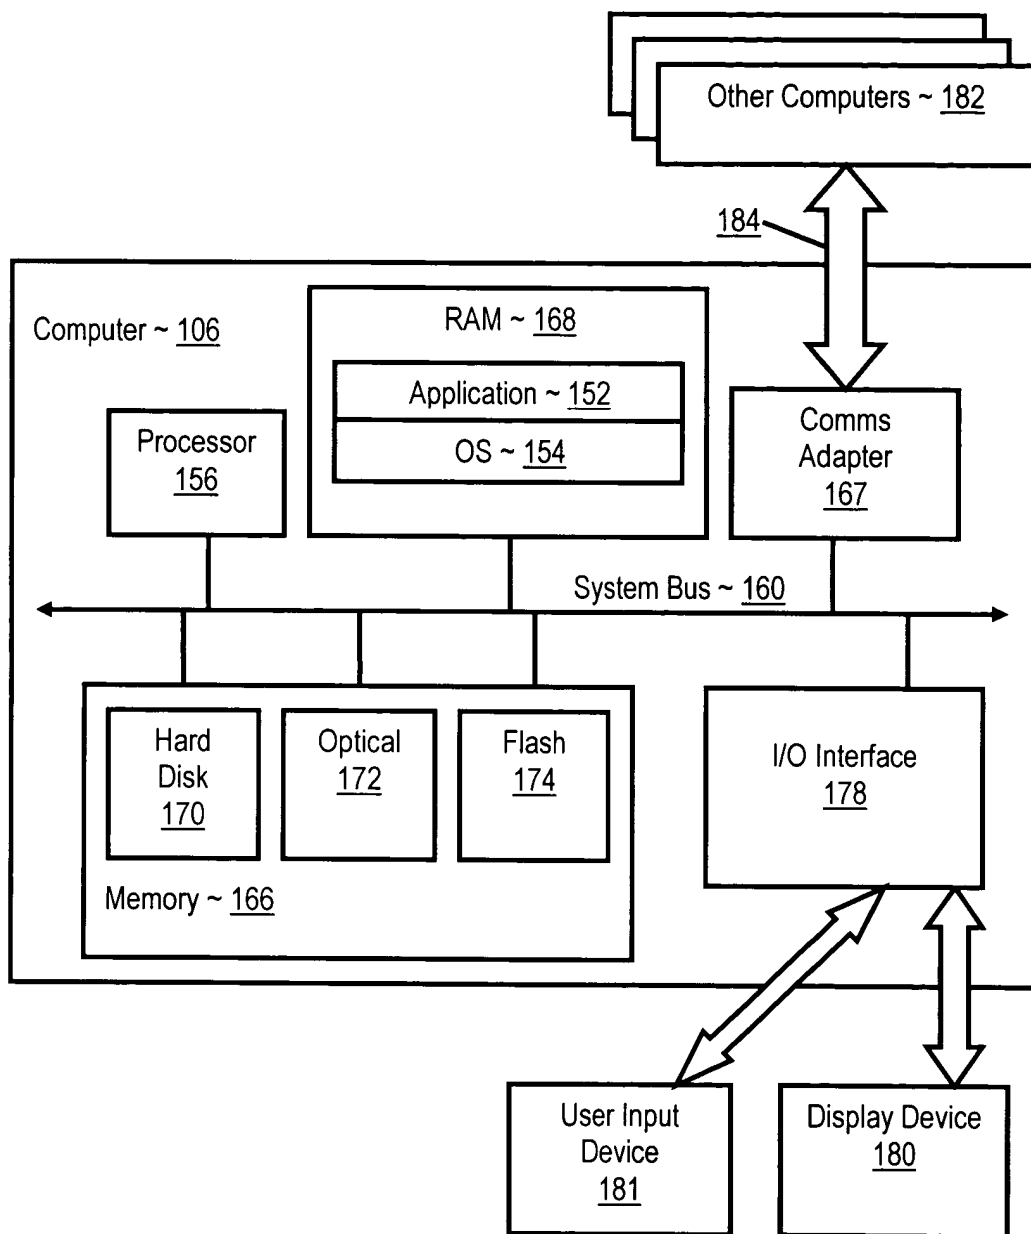 Other Computers ~ 182
184
Computer ~ 106
RAM ~ 168
Application ~ 152
OS ~ 154
Processor
156
Comms
Adapter
167
System Bus ~ 160
Hard
Disk
170
Optical
172
Flash
174
Memory ~ 166
I/O Interface
178
User Input
Device
181
Display Device
180